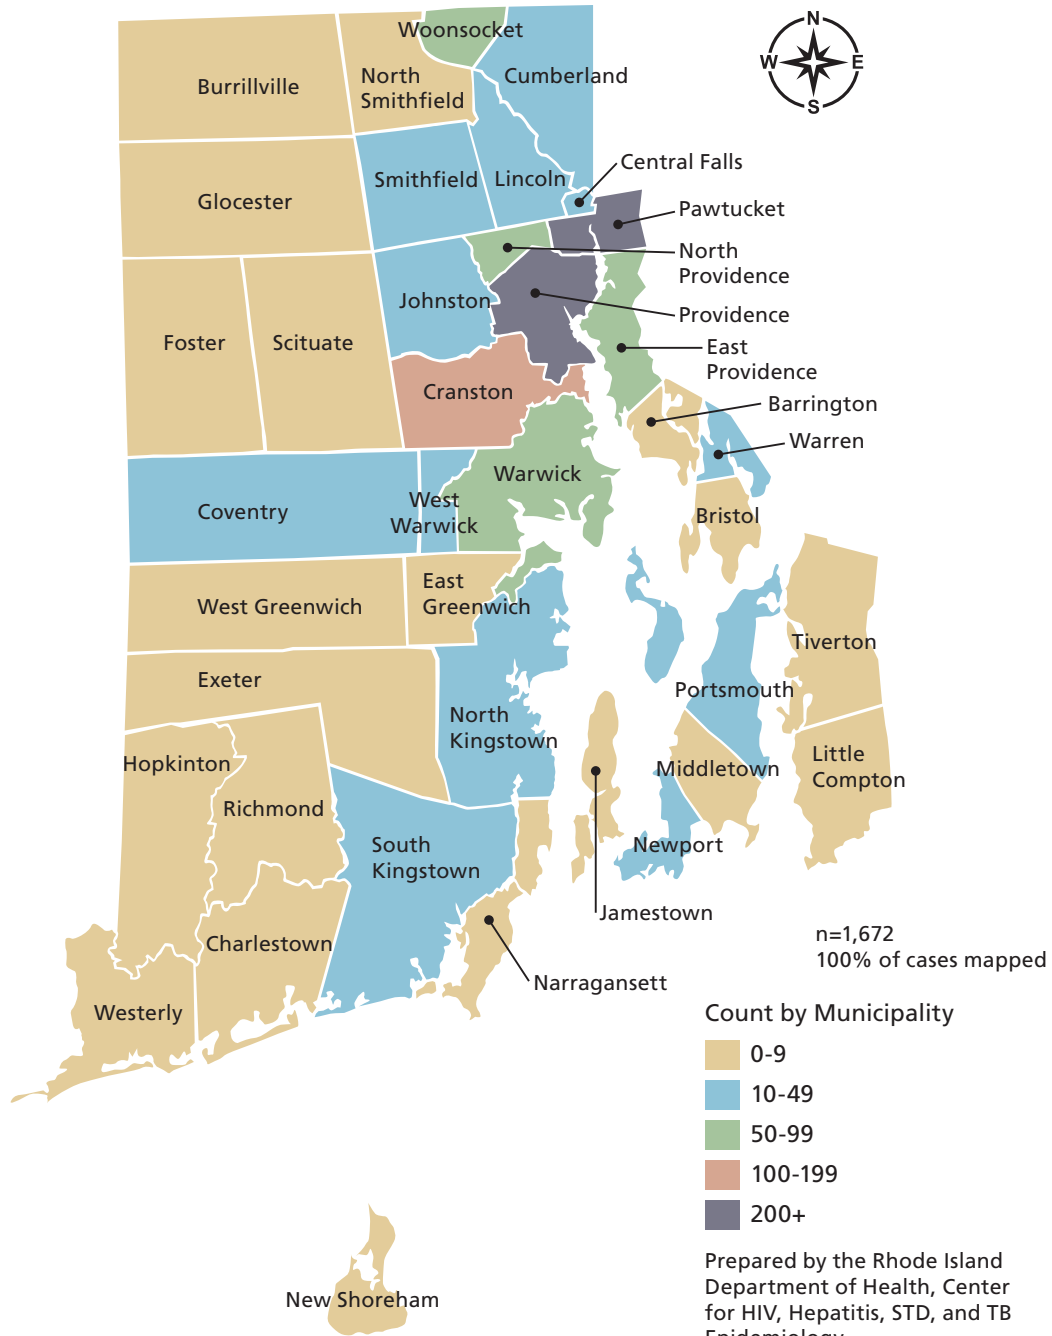 Woonsocket
N
W
E
S
Burrillville
North
Smithfield
Cumberland
Central Falls
Smithfield
Lincoln
Glocester
Pawtucket
North
Providence
Johnston
Providence
Foster
Scituate
East
Providence
Cranston
Barrington
Warren
Warwick
Coventry
West
Warwick
Bristol
West Greenwich
East
Greenwich
Tiverton
Exeter
Portsmouth
North
Kingstown
Hopkinton
Middletown
Little
Compton
Richmond
South
Kingstown
Newport
Jamestown
Charlestown
Narragansett
Westerly
n=1,672
100% of cases mapped
Count by Municipality
0-9
10-49
50-99
100-199
200+
New Shoreham
Prepared by the Rhode Island
Department of Health, Center
for HIV, Hepatitis, STD, and TB
Epidemiology